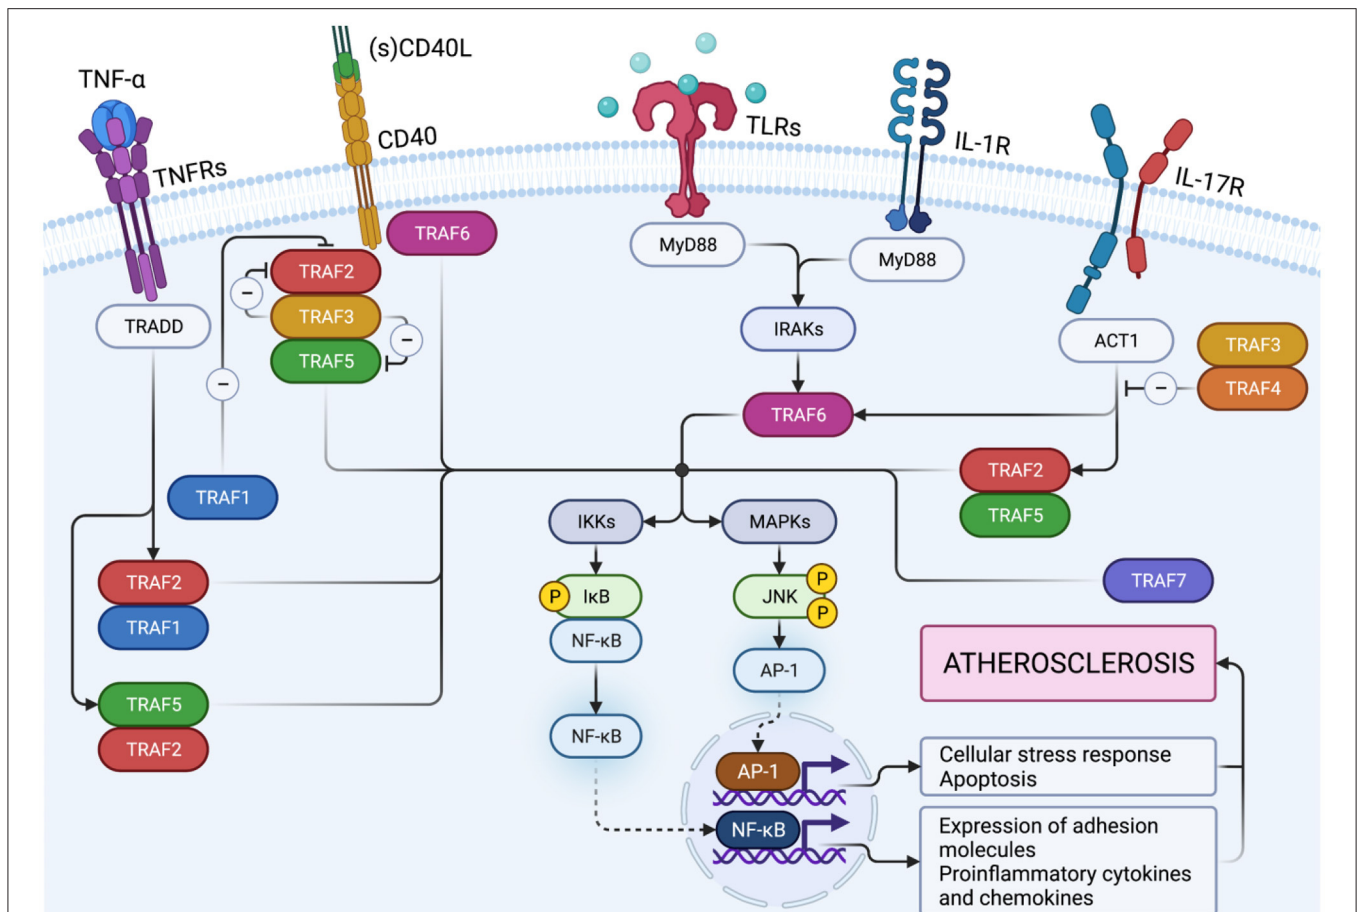 (s)CD40L
TNF-α
CD40
TNFRs
TLRs
IL-1R
IL-17R
TRAF6
MyD88
MyD88
TRAF2
TRAF3
TRAF5
−
−
−
TRADD
IRAKs
ACT1
TRAF3
TRAF4
−
TRAF6
TRAF1
TRAF2
TRAF5
IKKs
MAPKs
TRAF2
TRAF1
P
IκB
NF-κB
JNK
P
P
TRAF7
AP-1
ATHEROSCLEROSIS
TRAF5
TRAF2
NF-κB
AP-1
NF-κB
Cellular stress response
Apoptosis
Expression of adhesion
molecules
Proinflammatory cytokines
and chemokines